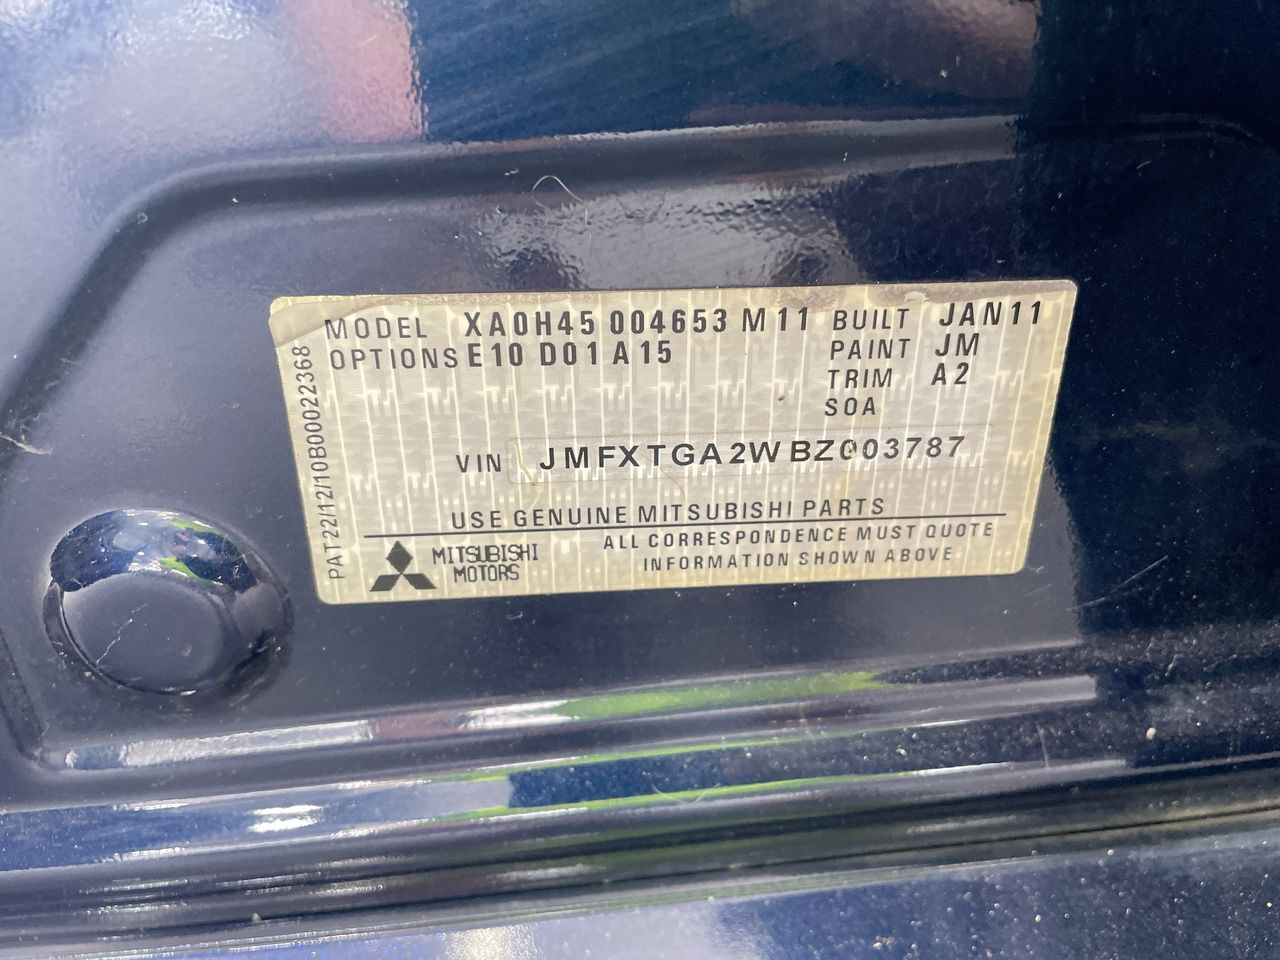 MODEL XA0H45 004653 M11 BUILT JAN11
OPTIONS E10 D01 A15 PAINT JM
TRIM A2
SOA
VIN JMFXTGA2WBZ003787
USE GENUINE MITSUBISHI PARTS
MITSUBISHI MOTORS
ALL CORRESPONDENCE MUST QUOTE
INFORMATION SHOWN ABOVE
PAT22/12/10B00022368